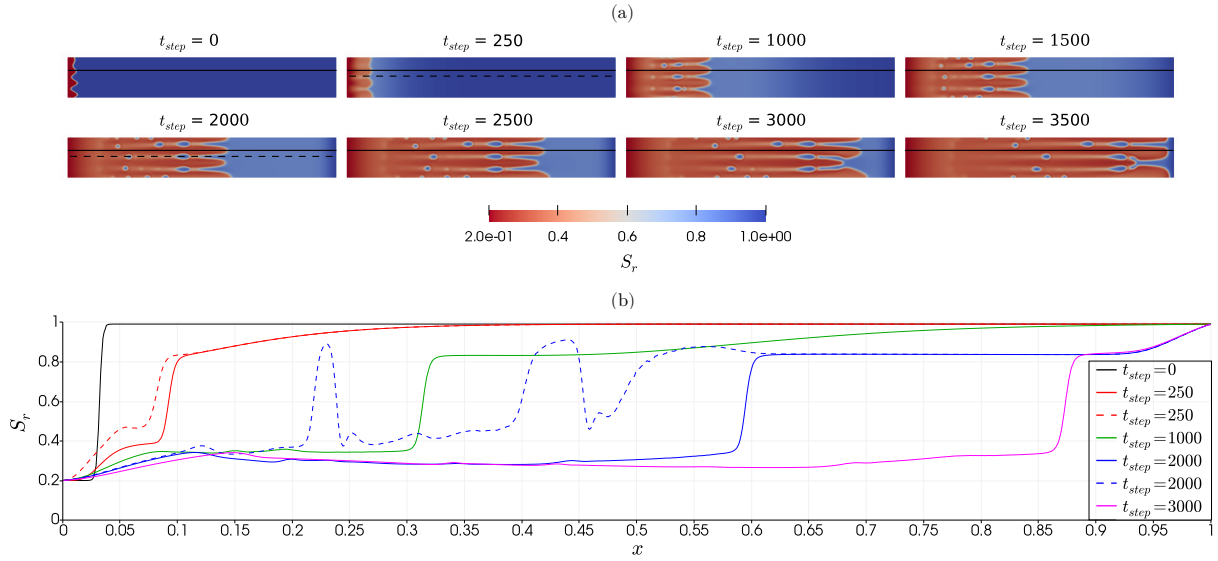 (a)
t_step = 0 t_step = 250 t_step = 1000 t_step = 1500
t_step = 2000 t_step = 2500 t_step = 3000 t_step = 3500
2.0e-01 0.4 0.6 0.8 1.0e+00
S_r
(b)
1
0.8
0.6
0.4
0.2
0
S_r
t_step=0
t_step=250
t_step=250
t_step=1000
t_step=2000
t_step=2000
t_step=3000
0 0.05 0.1 0.15 0.2 0.25 0.3 0.35 0.4 0.45 0.5 0.55 0.6 0.65 0.7 0.75 0.8 0.85 0.9 0.95 1
x